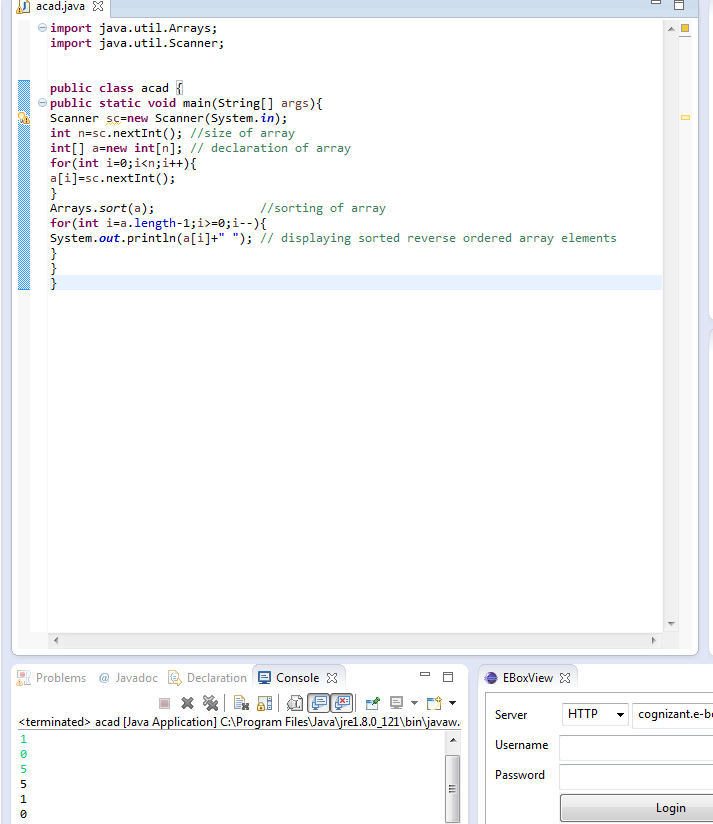 acad.java
import java.util.Arrays;
import java.util.Scanner;
public class acad {
public static void main(String[] args){
Scanner sc=new Scanner(System.in);
int n=sc.nextInt(); //size of array
int[] a=new int[n]; // declaration of array
for(int i=0;i<n;i++){
a[i]=sc.nextInt();
}
Arrays.sort(a); //sorting of array
for(int i=a.length-1;i>=0;i--){
System.out.println(a[i]+" "); // displaying sorted reverse ordered array elements
}
}
}
Problems @ Javadoc Declaration Console
<terminated> acad [Java Application] C:\Program Files\Java\jre1.8.0_121\bin\javaw.
1
0
5
5
1
0
EBoxView
Server HTTP cognizant.e-bo
Username
Password
Login